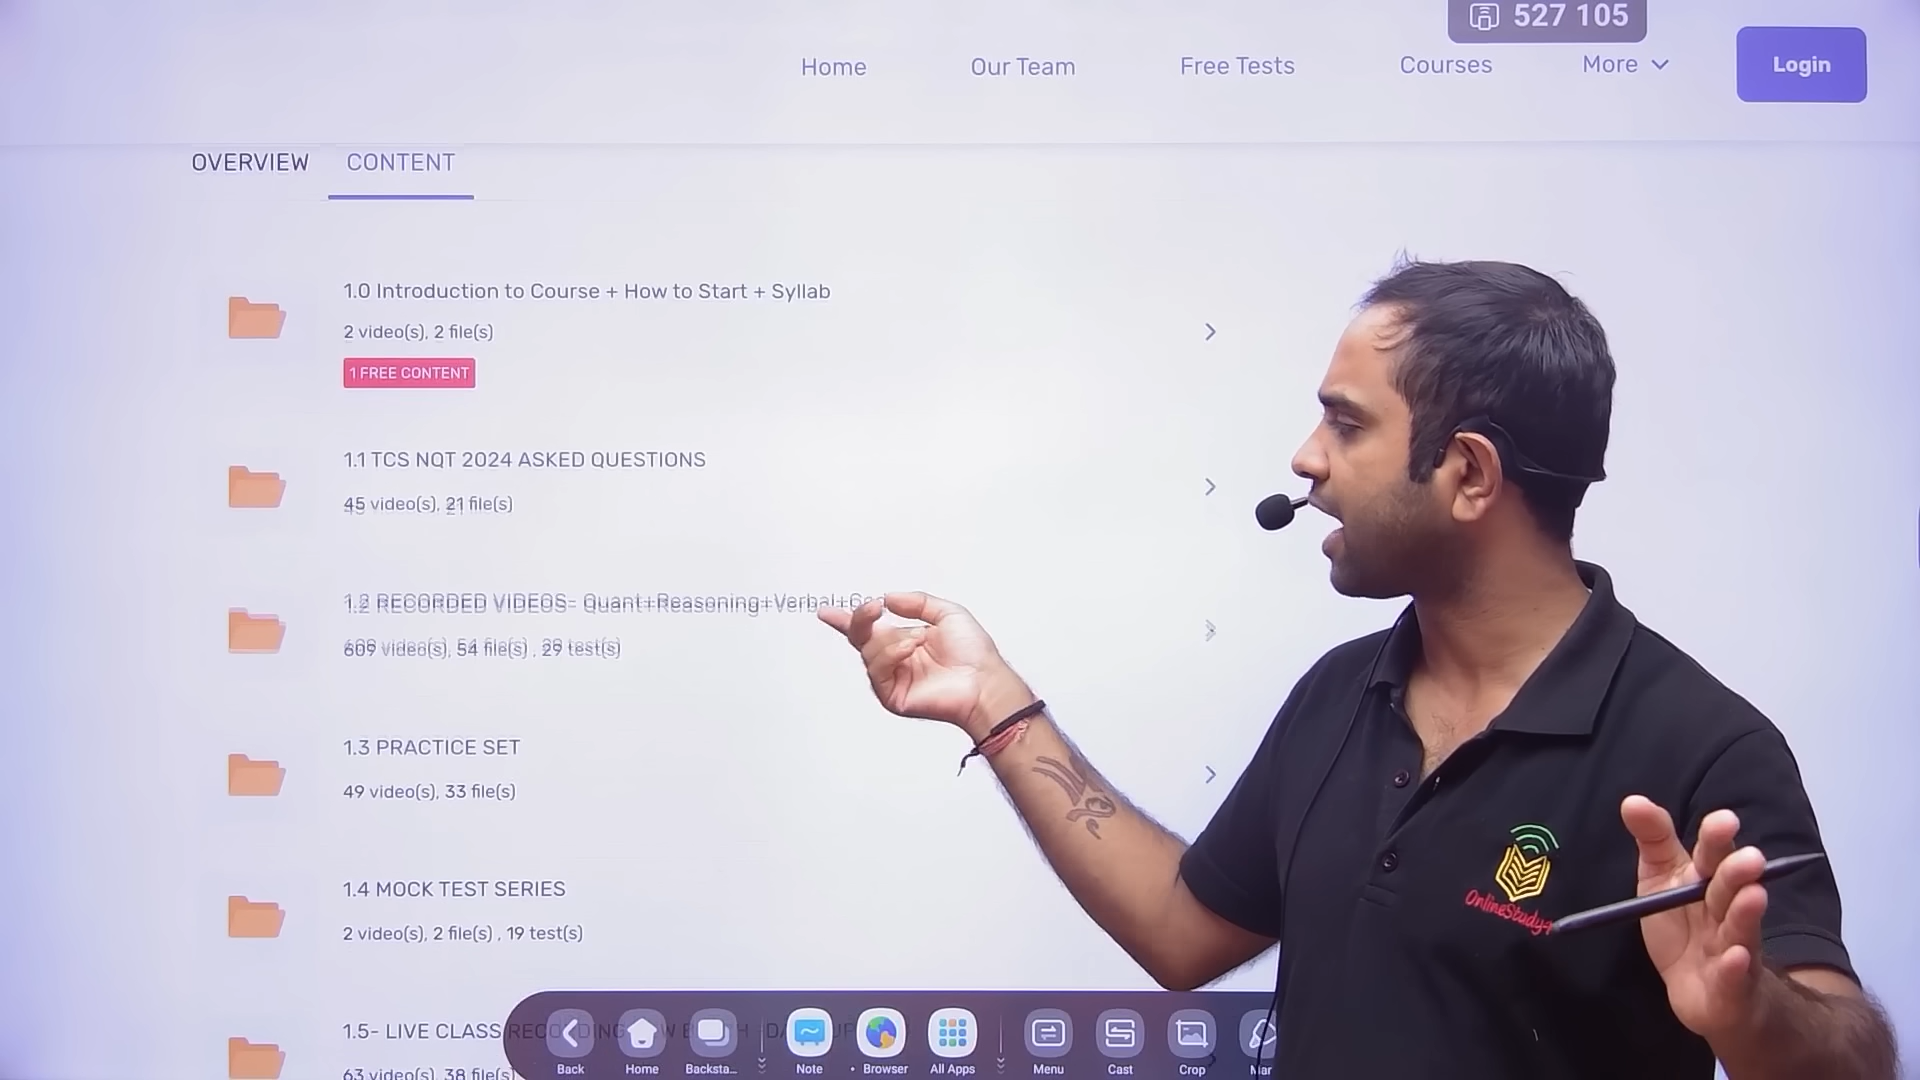 527 105
Home Our Team Free Tests Courses More Login
OVERVIEW CONTENT
1.0 Introduction to Course + How to Start + Syllab
2 video(s), 2 file(s)
1 FREE CONTENT
1.1 TCS NQT 2024 ASKED QUESTIONS
45 video(s), 21 file(s)
1.2 RECORDED VIDEOS- Quant+Reasoning+Verbal+
609 video(s), 54 file(s) , 29 test(s)
1.3 PRACTICE SET
49 video(s), 33 file(s)
1.4 MOCK TEST SERIES
2 video(s), 2 file(s) , 19 test(s)
1.5- LIVE CLASS
63 video(s), 38 file(s)
Back Home Backsta... Note Browser All Apps Menu Cast Crop Mar
OnlineStudy4